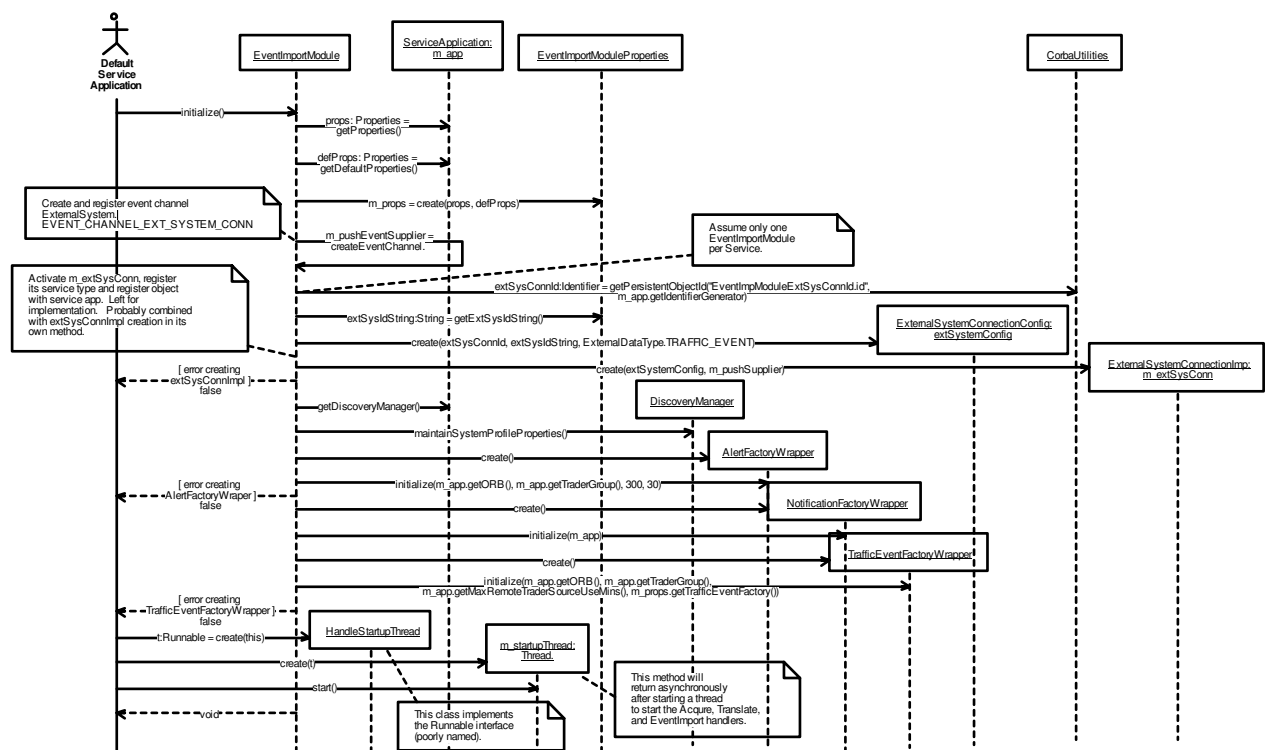 ServiceApplication:
m_app
EventImportModule
EventImportModuleProperties
CorbaUtilities
Default
Service
Application
initialize()
props: Properties =
getProperties()
defProps: Properties =
getDefaultProperties()
Create and register event channel
ExternalSystem.
EVENT_CHANNEL_EXT_SYSTEM_CONN
m_props = create(props, defProps)
m_pushEventSupplier =
createEventChannel.
Assume only one
EventImportModule
per Service.
Activate m_extSysConn, register
its service type and register object
with service app. Left for
implementation. Probably combined
with extSysConnImpl creation in its
own method.
extSysConnId:Identifier = getPersistentObjectId("EventImpModuleExtSysConnId.id",
m_app.getIdentifierGenerator)
extSysIdString:String = getExtSysIdString()
ExternalSystemConnectionConfig:
extSystemConfig
create(extSysConnId, extSysIdString, ExternalDataType.TRAFFIC_EVENT)
create(extSystemConfig, m_pushSupplier)
ExternalSystemConnectionImp:
m_extSysConn
[ error creating
extSysConnImpl ]
false
getDiscoveryManager()
DiscoveryManager
maintainSystemProfileProperties()
create()
AlertFactoryWrapper
initialize(m_app.getORB(), m_app.getTraderGroup(), 300, 30)
[ error creating
AlertFactoryWraper ]
false
create()
NotificationFactoryWrapper
initialize(m_app)
create()
TrafficEventFactoryWrapper
initialize(m_app.getORB(), m_app.getTraderGroup(),
m_app.getMaxRemoteTraderSourceUseMins(), m_props.getTrafficEventFactory())
[ error creating
TrafficEventFactoryWrapper ]
false
t:Runnable = create(this)
HandleStartupThread
create(t)
m_startupThread:
Thread.
start()
This method will
return asynchronously
after starting a thread
to start the Acqure, Translate,
and EventImport handlers.
void
This class implements
the Runnable interface
(poorly named).